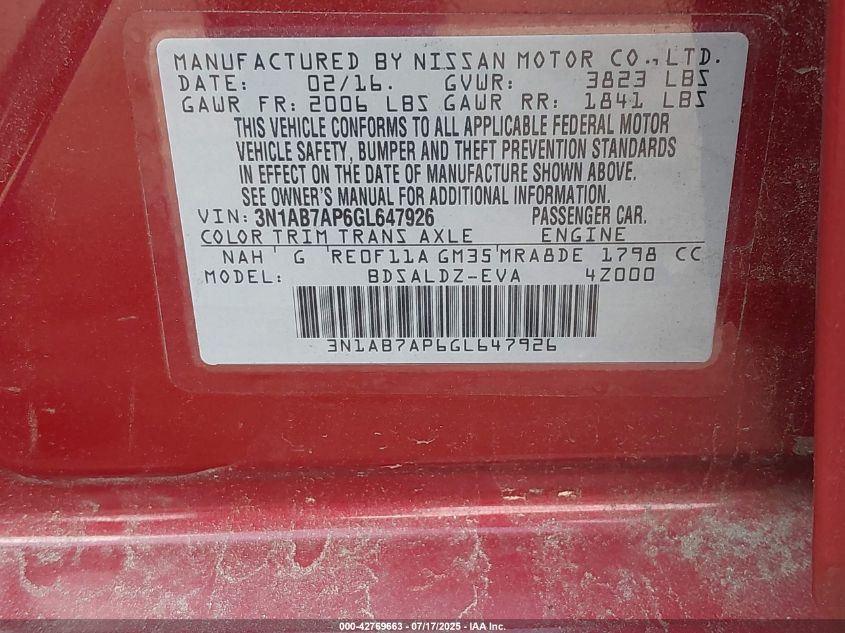 MANUFACTURED BY NISSAN MOTOR CO., LTD.
DATE: 02/16. GVWR: 3823 LBS
GAWR FR: 2006 LBS GAWR RR: 1841 LBS
THIS VEHICLE CONFORMS TO ALL APPLICABLE FEDERAL MOTOR
VEHICLE SAFETY, BUMPER AND THEFT PREVENTION STANDARDS
IN EFFECT ON THE DATE OF MANUFACTURE SHOWN ABOVE.
SEE OWNER'S MANUAL FOR ADDITIONAL INFORMATION.
VIN: 3N1AB7AP6GL647926 PASSENGER CAR.
COLOR TRIM TRANS AXLE ENGINE
NAH G RE0F11A GM35 MRA8DE 1798 CC
MODEL: BDSALDZ-EVA 4Z000
3N1AB7AP6GL647926
000-42769663 - 07/17/2025 - IAA Inc.